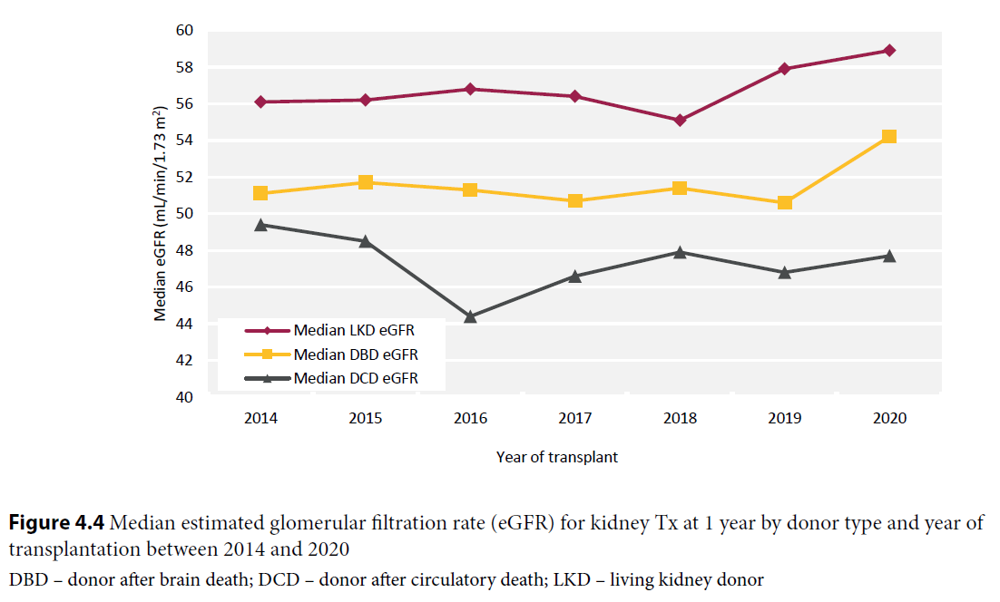 60
58
56
54
52
50
48
46
44
42
40
Median eGFR (mL/min/1.73 m²)
Median LKD eGFR
Median DBD eGFR
Median DCD eGFR
2014 2015 2016 2017 2018 2019 2020
Year of transplant
Figure 4.4 Median estimated glomerular filtration rate (eGFR) for kidney Tx at 1 year by donor type and year of
transplantation between 2014 and 2020
DBD – donor after brain death; DCD – donor after circulatory death; LKD – living kidney donor